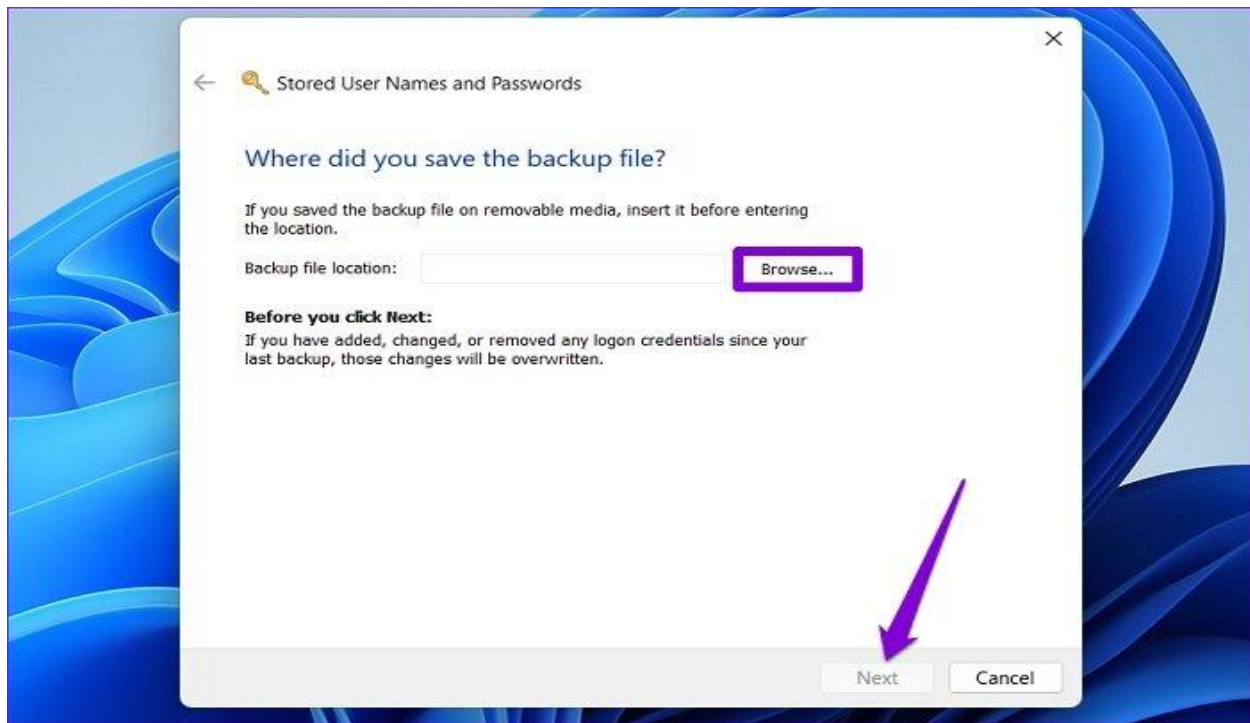 Stored User Names and Passwords
Where did you save the backup file?
If you saved the backup file on removable media, insert it before entering
the location.
Backup file location:
Browse...
Before you click Next:
If you have added, changed, or removed any logon credentials since your
last backup, those changes will be overwritten.
Next
Cancel